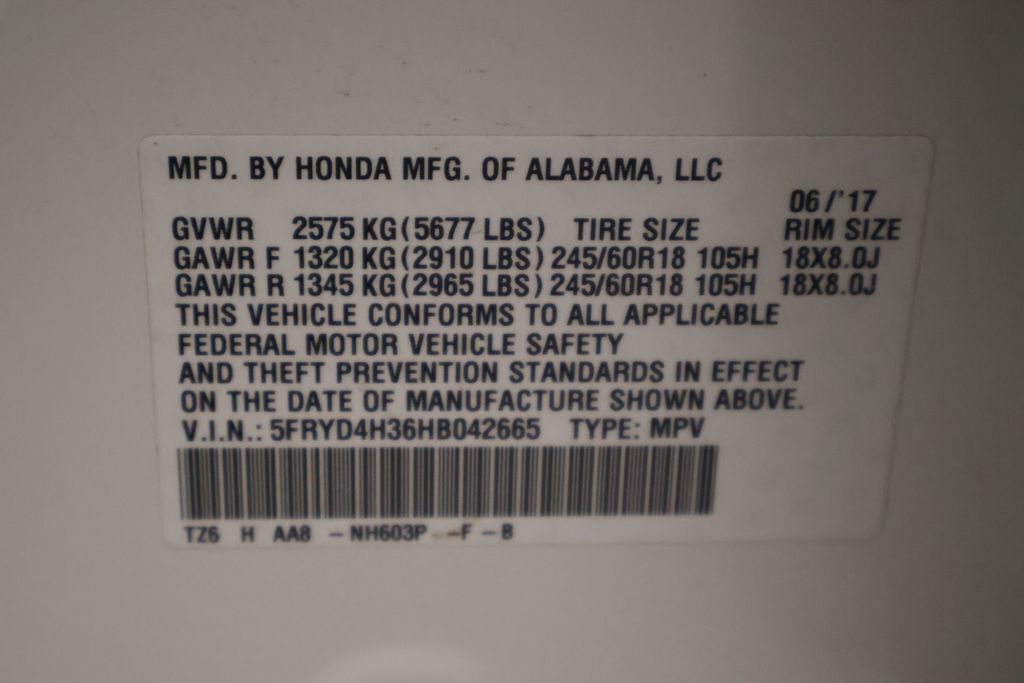 MFD. BY HONDA MFG. OF ALABAMA, LLC
06/'17
GVWR 2575 KG (5677 LBS) TIRE SIZE RIM SIZE
GAWR F 1320 KG (2910 LBS) 245/60R18 105H 18X8.0J
GAWR R 1345 KG (2965 LBS) 245/60R18 105H 18X8.0J
THIS VEHICLE CONFORMS TO ALL APPLICABLE
FEDERAL MOTOR VEHICLE SAFETY
AND THEFT PREVENTION STANDARDS IN EFFECT
ON THE DATE OF MANUFACTURE SHOWN ABOVE.
V.I.N.: 5FRYD4H36HB042665 TYPE: MPV
TZ6 H AA8 – NH603P –F – B